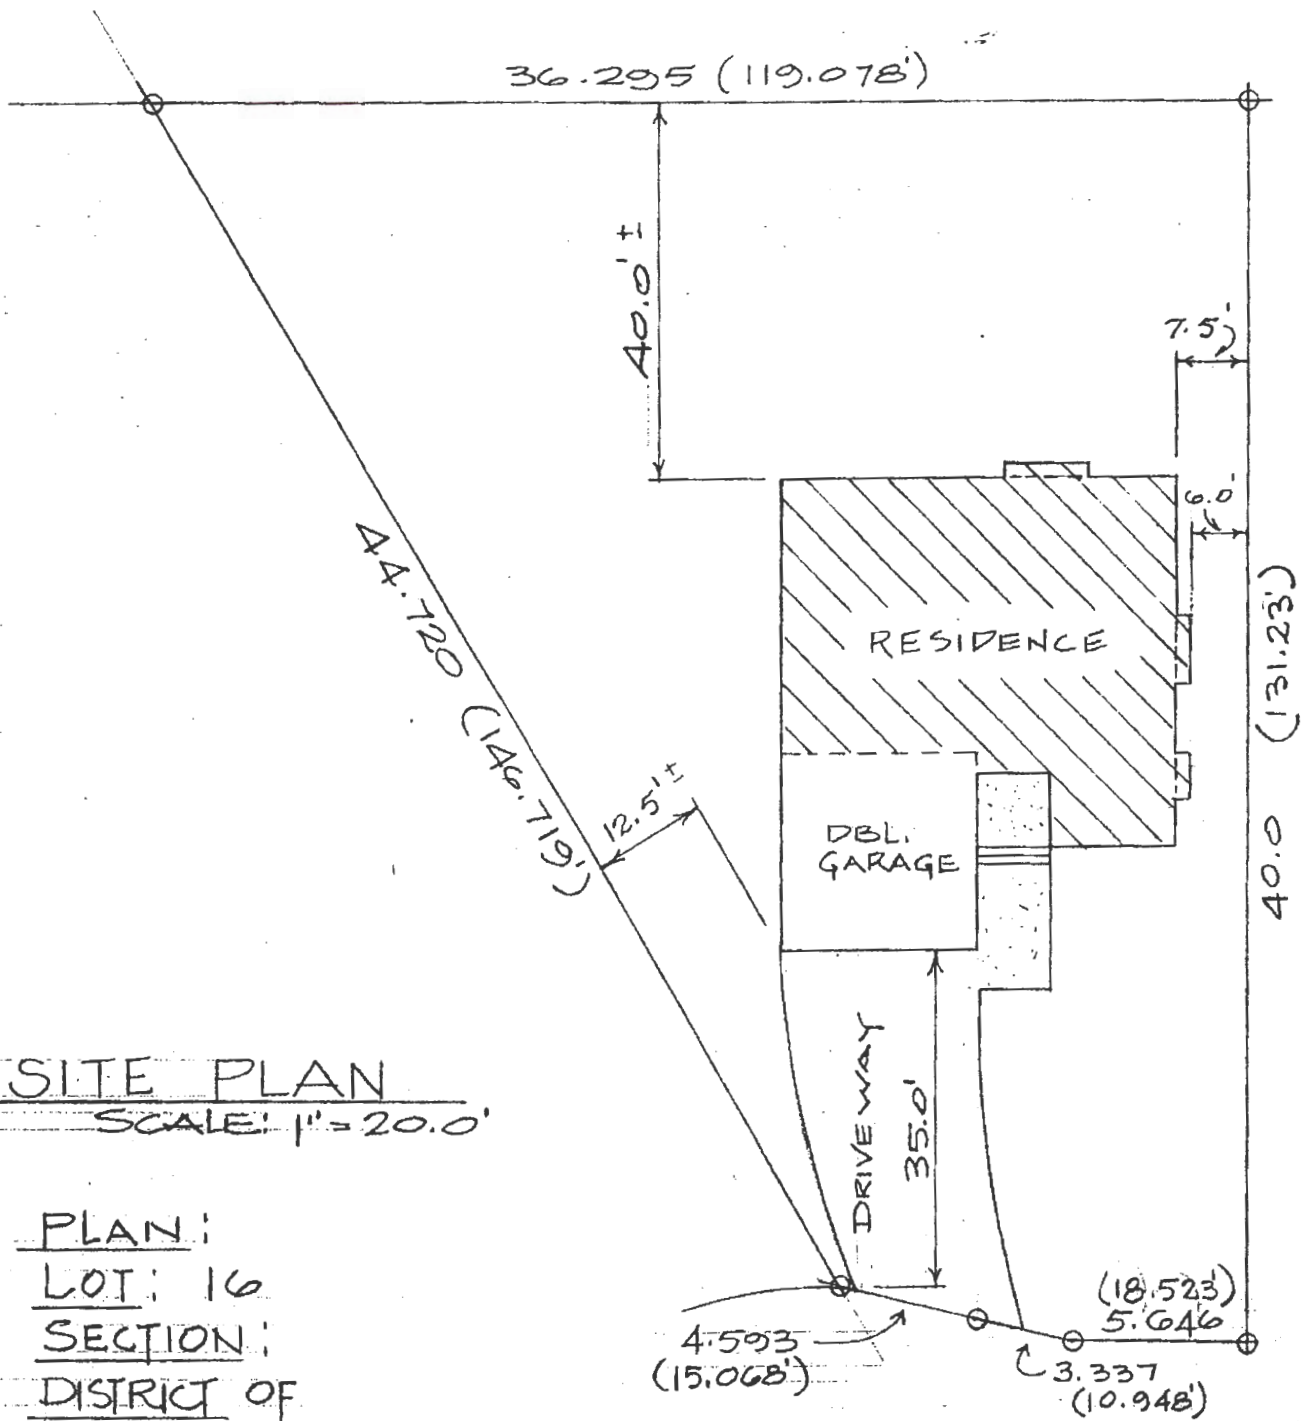 36.295 (119.078')
40.0' ±
7.5'
6.0'
44.720 (146.719')
RESIDENCE
(131.23')
40.0
12.5' ±
DBL.
GARAGE
DRIVEWAY
35.0'
SITE PLAN
SCALE: 1" = 20.0'
PLAN:
LOT: 16
SECTION:
DISTRICT OF
4.593
(15.068')
(18.523')
5.646
3.337
(10.948')